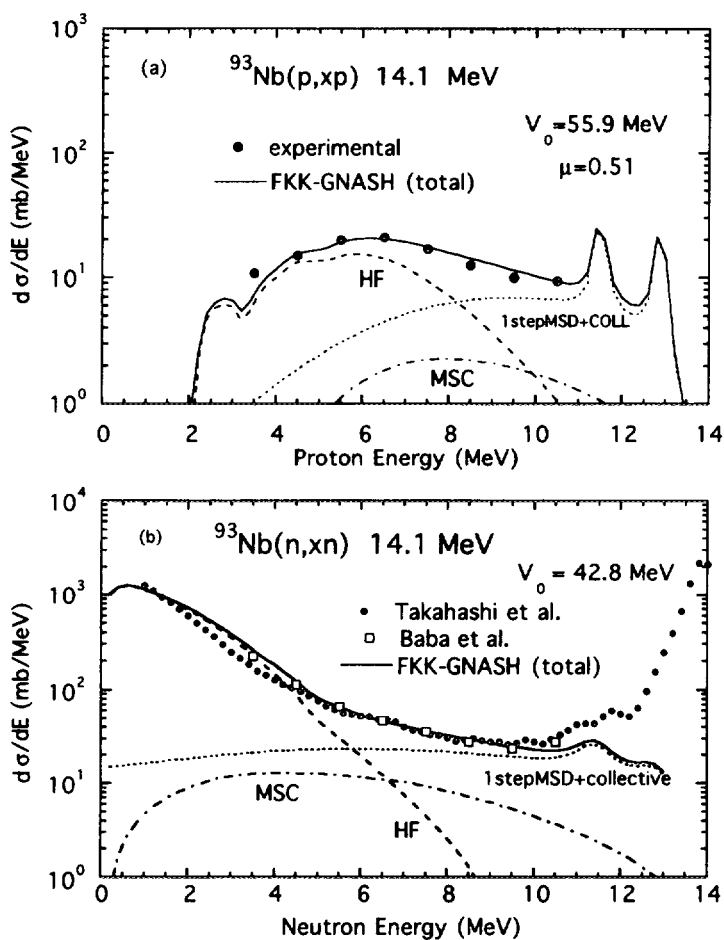 10³
(a) ⁹³Nb(p,xp) 14.1 MeV
V₀=55.9 MeV
10²
experimental
μ=0.51
FKK-GNASH (total)
dσ/dE (mb/MeV)
10¹
HF
1stepMSD+COLL
MSC
10⁰
0 2 4 6 8 10 12 14
Proton Energy (MeV)
10⁴
(b) ⁹³Nb(n,xn) 14.1 MeV
V₀ = 42.8 MeV
10³
Takahashi et al.
Baba et al.
FKK-GNASH (total)
dσ/dE (mb/MeV)
10²
1stepMSD+collective
10¹
MSC
HF
10⁰
0 2 4 6 8 10 12 14
Neutron Energy (MeV)